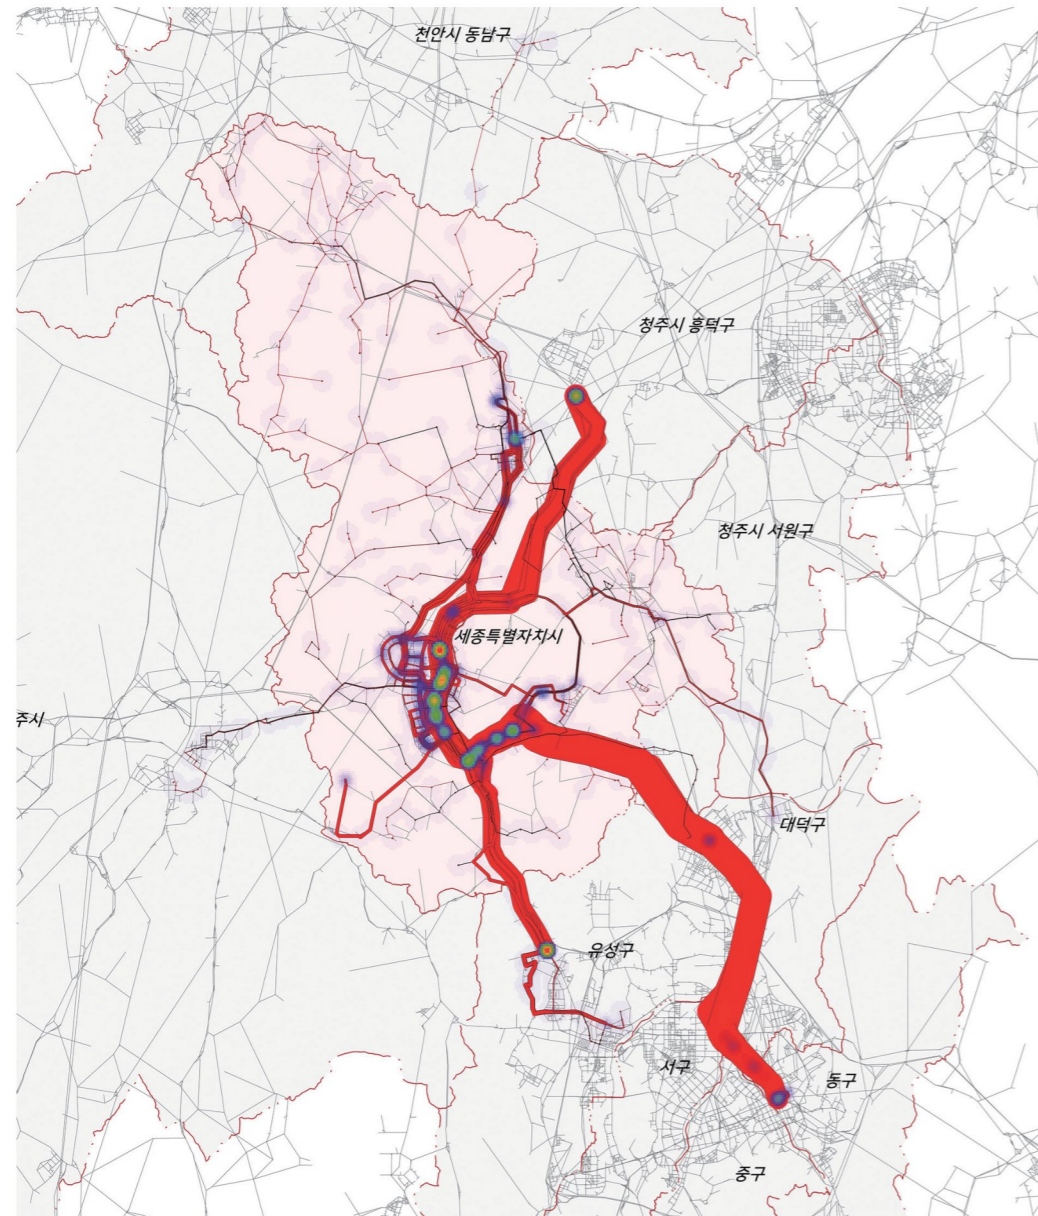 천안시 동남구
청주시 흥덕구
청주시 서원구
세종특별자치시
주시
대덕구
유성구
서구
동구
중구